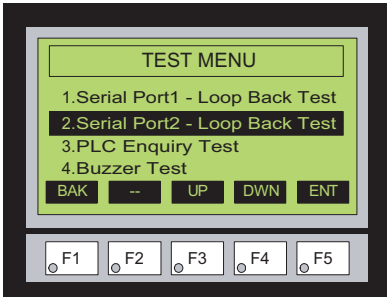 TEST MENU
1.Serial Port1 - Loop Back Test
2.Serial Port2 - Loop Back Test
3.PLC Enquiry Test
4.Buzzer Test
BAK -- UP DWN ENT
F1 F2 F3 F4 F5